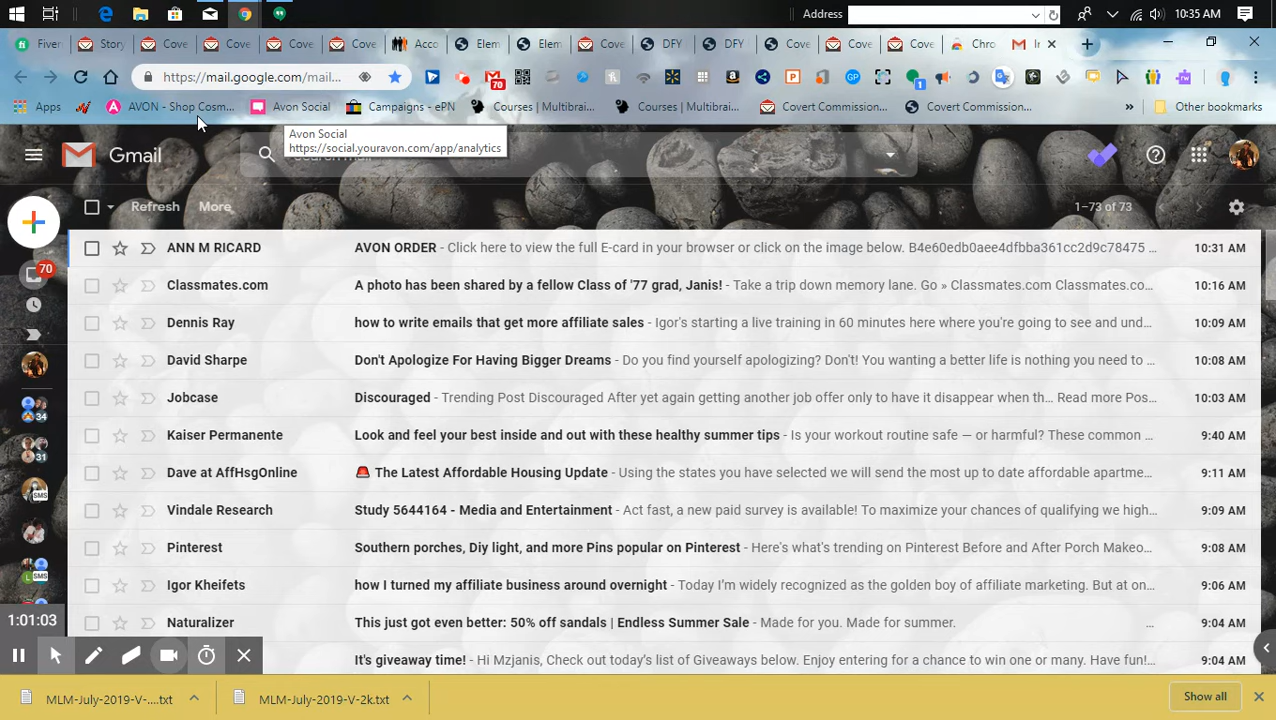 Address
10:35 AM
Fiverr
Story
Cove
Cove
Cove
Cove
Acco
Elem
Elem
Cove
DFY
DFY
Cove
Cove
Cove
Chro
In
https://mail.google.com/mail...
70
GP
1
rw
Apps
AVON - Shop Cosm...
Avon Social
Campaigns - ePN
Courses | Multibrai...
Courses | Multibrai...
Covert Commission...
Covert Commission...
»
Other bookmarks
Avon Social
https://social.youravon.com/app/analytics
Gmail
Refresh
More
1–73 of 73
70
34
31
SMS
L
SMS
ANN M RICARD AVON ORDER - Click here to view the full E-card in your browser or click on the image below. B4e60edb0aee4dfbba361cc2d9c78475 ... 10:31 AM
Classmates.com A photo has been shared by a fellow Class of '77 grad, Janis! - Take a trip down memory lane. Go » Classmates.com Classmates.co... 10:16 AM
Dennis Ray how to write emails that get more affiliate sales - Igor's starting a live training in 60 minutes here where you're going to see and und... 10:09 AM
David Sharpe Don't Apologize For Having Bigger Dreams - Do you find yourself apologizing? Don't! You wanting a better life is nothing you need to ... 10:08 AM
Jobcase Discouraged - Trending Post Discouraged After yet again getting another job offer only to have it disappear when th... Read more Pos... 10:03 AM
Kaiser Permanente Look and feel your best inside and out with these healthy summer tips - Is your workout routine safe — or harmful? These common ... 9:40 AM
Dave at AffHsgOnline 🚨 The Latest Affordable Housing Update - Using the states you have selected we will send the most up to date affordable apartme... 9:11 AM
Vindale Research Study 5644164 - Media and Entertainment - Act fast, a new paid survey is available! To maximize your chances of qualifying we high... 9:09 AM
Pinterest Southern porches, Diy light, and more Pins popular on Pinterest - Here's what's trending on Pinterest Before and After Porch Makeo... 9:08 AM
Igor Kheifets how I turned my affiliate business around overnight - Today I'm widely recognized as the golden boy of affiliate marketing. But at on... 9:06 AM
Naturalizer This just got even better: 50% off sandals | Endless Summer Sale - Made for you. Made for summer. ... 9:04 AM
It's giveaway time! - Hi Mzjanis, Check out today's list of Giveaways below. Enjoy entering for a chance to win one or many. Have fun!... 9:04 AM
1:01:03
MLM-July-2019-V-....txt
MLM-July-2019-V-2k.txt
Show all